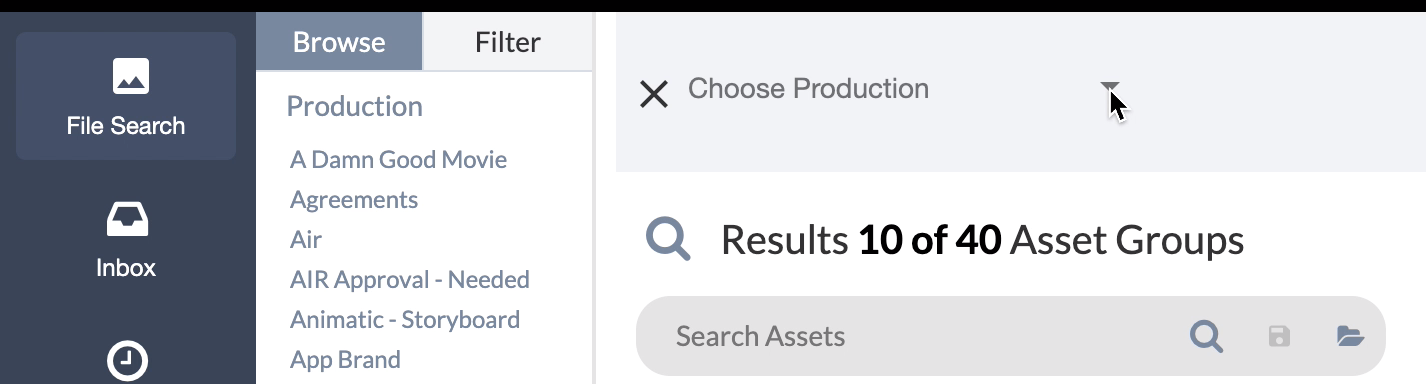 File Search
Inbox
Browse
Filter
Production
A Damn Good Movie
Agreements
Air
AIR Approval - Needed
Animatic - Storyboard
App Brand
Choose Production
Results 10 of 40 Asset Groups
Search Assets